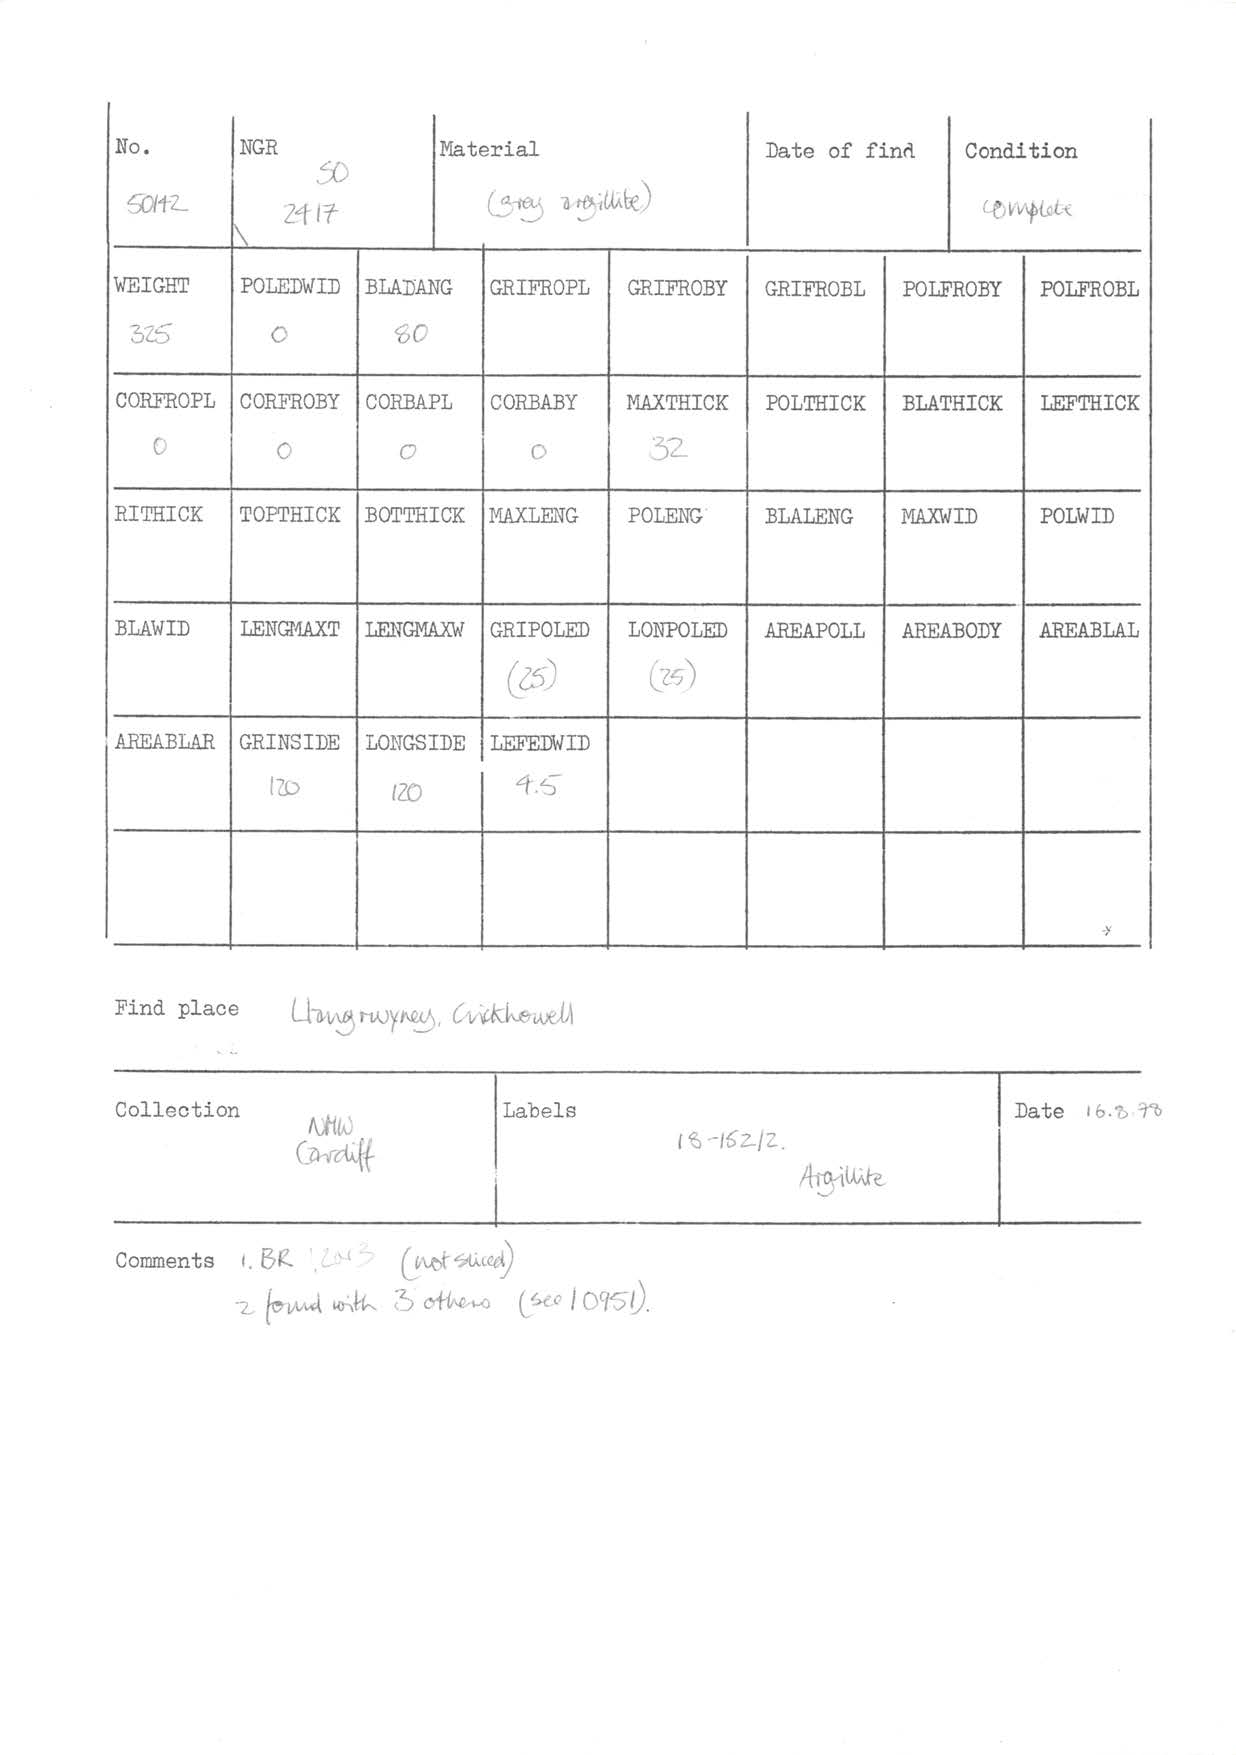 No. NGR Material Date of find Condition
SO
50142 2417 (grey argillite) complete
WEIGHT POLEDWID BLADANG GRIFROPL GRIFROBY GRIFROBL POLFROBY POLFROBL
325 0 80
CORFROPL CORFROBY CORBAPL CORBABY MAXTHICK POLTHICK BLATHICK LEFTHICK
0 0 0 0 32
RITHICK TOPTHICK BOTTHICK MAXLENG POLENG BLALENG MAXWID POLWID
BLAWID LENGMAXT LENGMAXW GRIPOLED LONPOLED AREAPOLL AREABODY AREABLAL
(25) (25)
AREABLAR GRINSIDE LONGSIDE LEFEDWID
120 120 4.5
Find place Llangrwyney, Crickhowell
Collection Labels Date 16.8.78
NMW
Cardiff
18-152/2.
Argillite
Comments 1. BR (not sliced)
2 found with 3 others (see 10951).